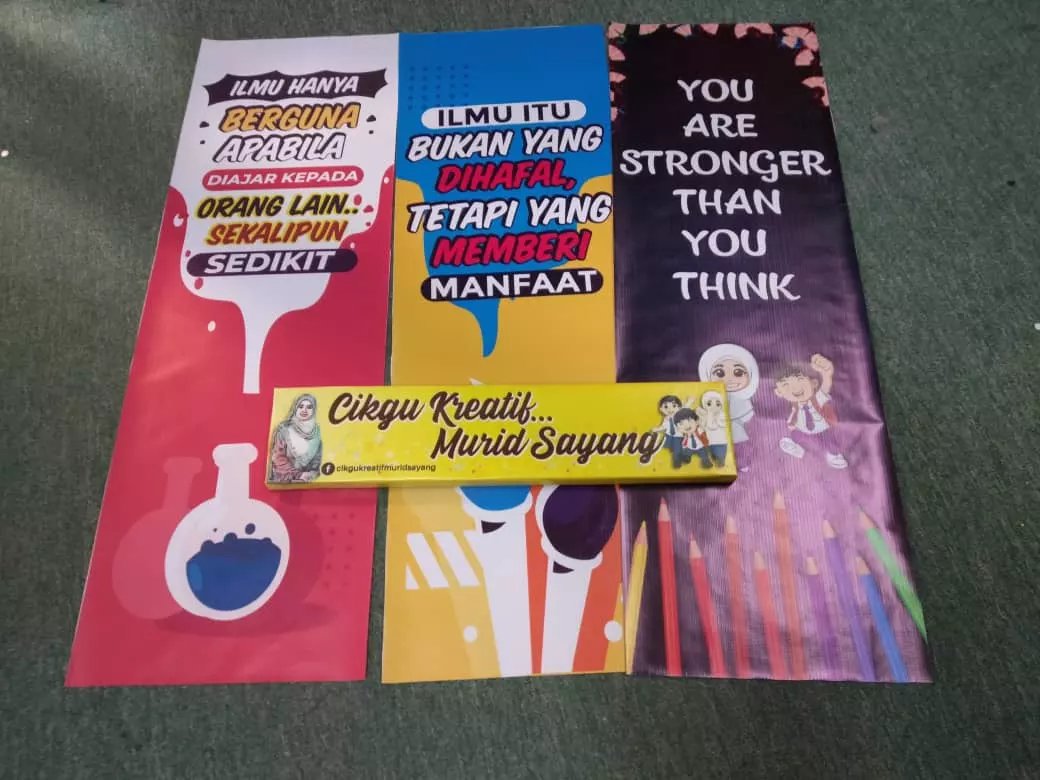 ILMU HANYA
BERGUNA
APABILA
DIAJAR KEPADA
ORANG LAIN..
SEKALIPUN
SEDIKIT
ILMU ITU
BUKAN YANG
DIHAFAL,
TETAPI YANG
MEMBERI
MANFAAT
YOU
ARE
STRONGER
THAN
YOU
THINK
Cikgu Kreatif...
Murid Sayang
cikgukreatifmuridsayang